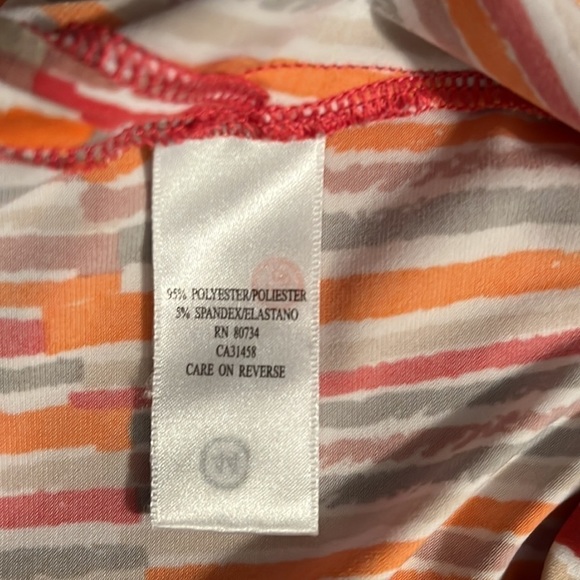 95% POLYESTER/POLIESTER
5% SPANDEX/ELASTANO
RN 80734
CA31458
CARE ON REVERSE